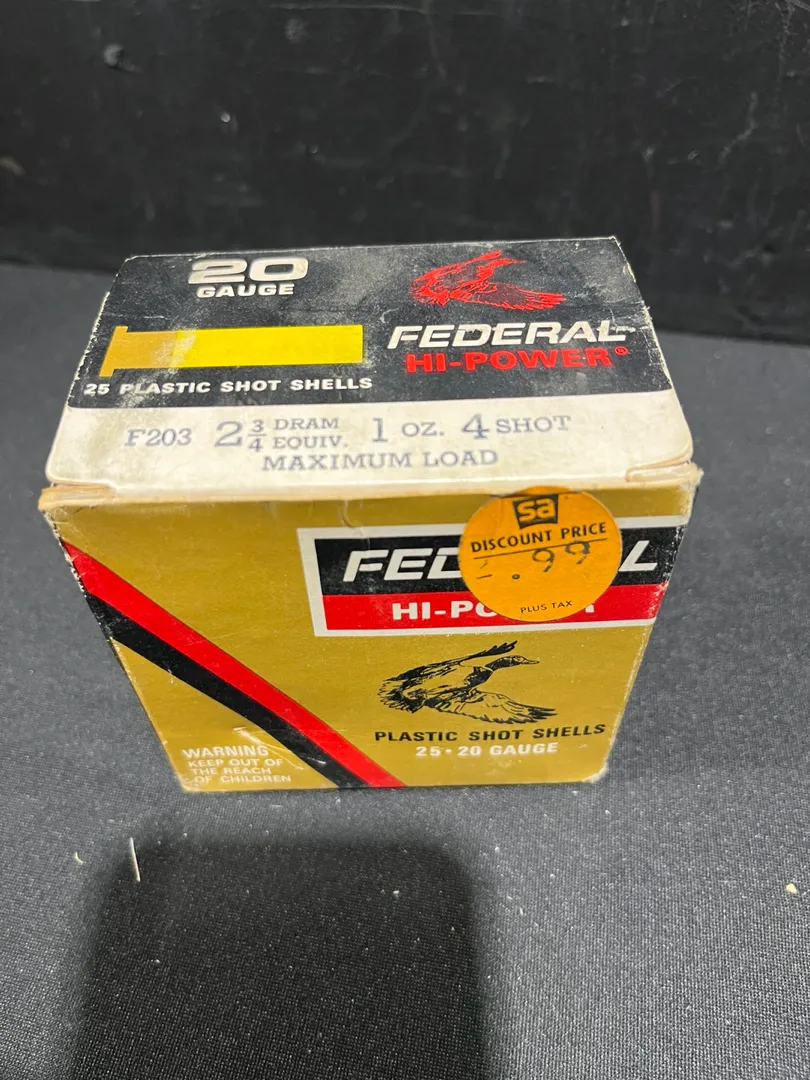 20
GAUGE
25 PLASTIC SHOT SHELLS
FEDERAL
HI-POWER®
F203 2 3/4 DRAM EQUIV. 1 OZ. 4 SHOT
MAXIMUM LOAD
sa
DISCOUNT PRICE
.99
PLUS TAX
FED L
HI-PO
PLASTIC SHOT SHELLS
25-20 GAUGE
WARNING
KEEP OUT OF
THE REACH
OF CHILDREN